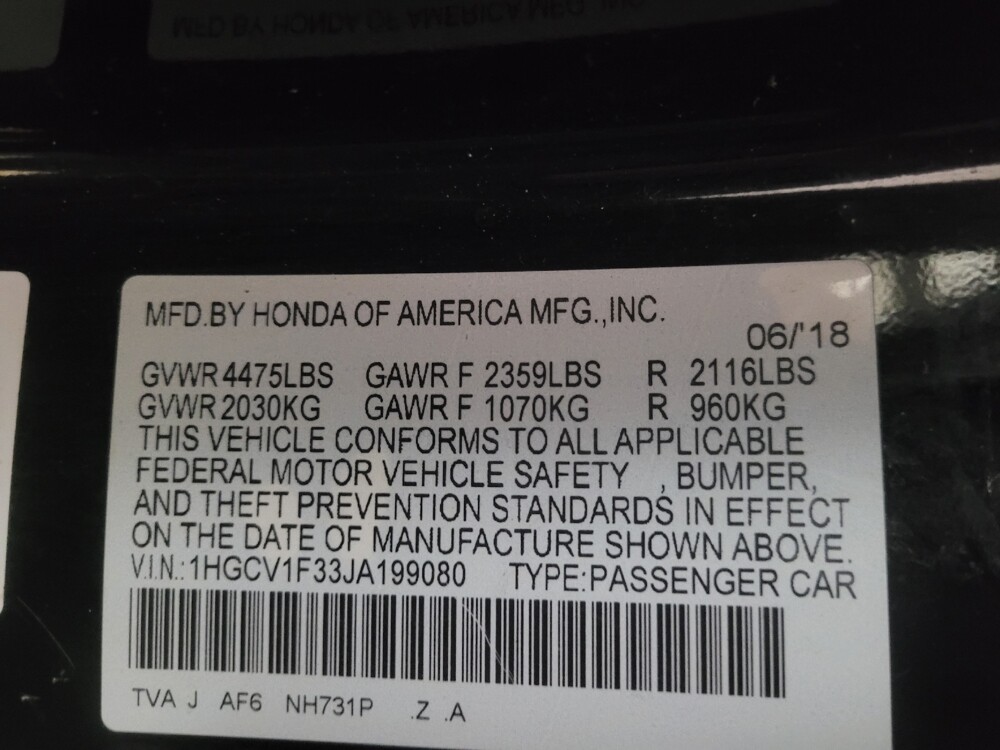 MFD.BY HONDA OF AMERICA MFG.,INC.
06/'18
GVWR 4475LBS GAWR F 2359LBS R 2116LBS
GVWR 2030KG GAWR F 1070KG R 960KG
THIS VEHICLE CONFORMS TO ALL APPLICABLE
FEDERAL MOTOR VEHICLE SAFETY , BUMPER,
AND THEFT PREVENTION STANDARDS IN EFFECT
ON THE DATE OF MANUFACTURE SHOWN ABOVE.
V.I.N.:1HGCV1F33JA199080 TYPE:PASSENGER CAR
TVA J AF6 NH731P .Z .A